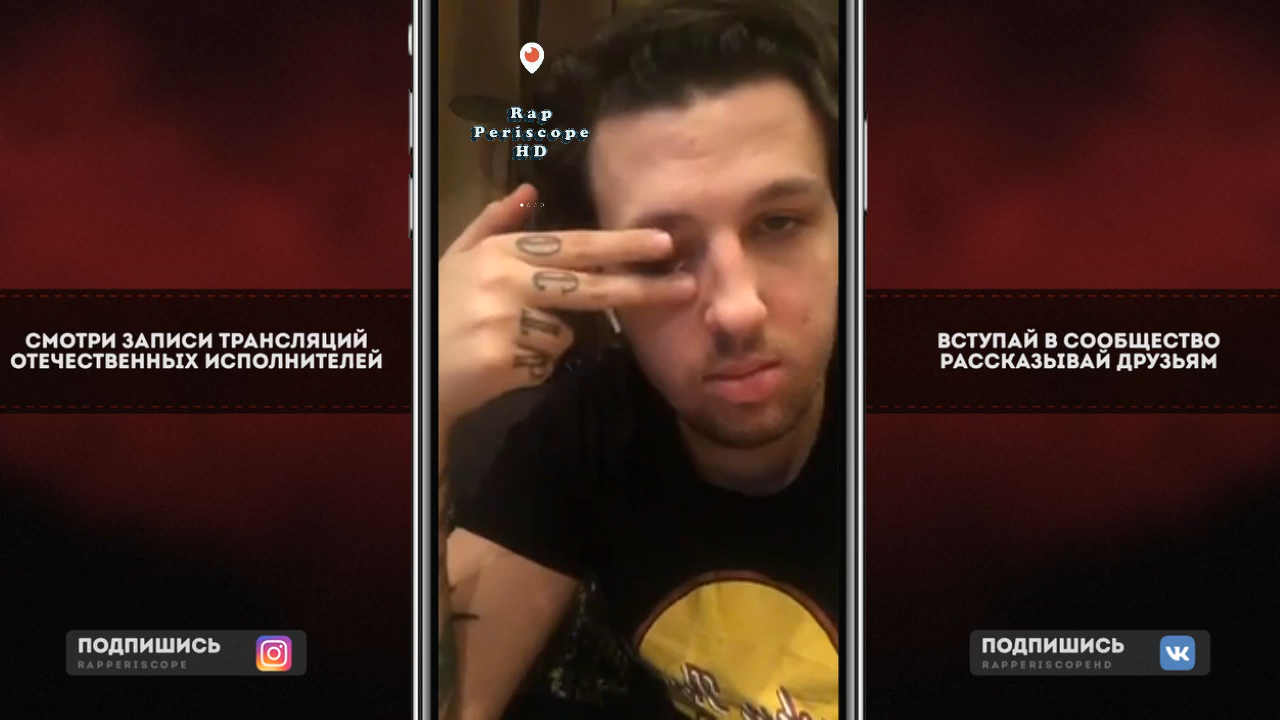 Rap
Periscope
HD
СМОТРИ ЗАПИСИ ТРАНСЛЯЦИЙ
ОТЕЧЕСТВЕННЫХ ИСПОЛНИТЕЛЕЙ
ВСТУПАЙ В СООБЩЕСТВО
РАССКАЗЫВАЙ ДРУЗЬЯМ
ПОДПИШИСЬ
RAPPERISCOPE
ПОДПИШИСЬ
RAPPERISCOPEHD